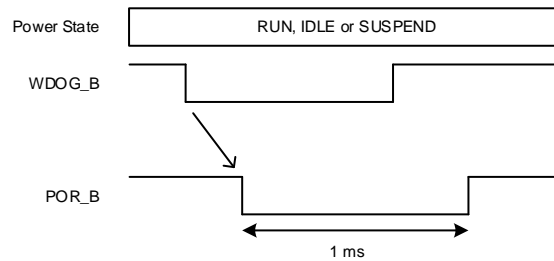 Power State
RUN, IDLE or SUSPEND
WDOG_B
POR_B
1 ms